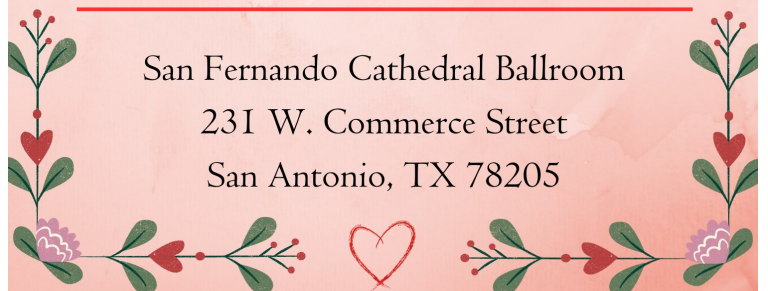 San Fernando Cathedral Ballroom
231 W. Commerce Street
San Antonio, TX 78205